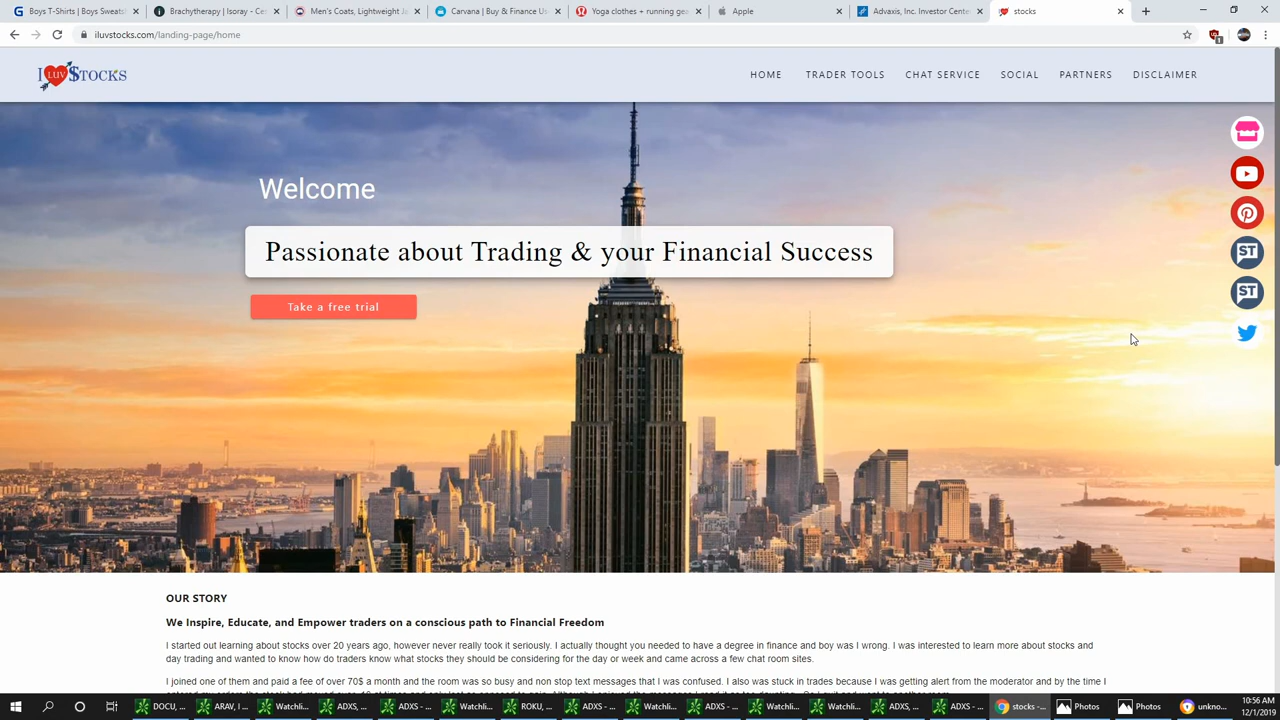 Boys T-Shirts | Boys Sweats
Brachytherapy | Isoray - Ce
Men's Coats, Lightweight Ja
Carvana | Buy & Finance Us
Yoga clothes + running gea
Apple
Advaxis, Inc. Investor Cente
stocks
iluvstocks.com/landing-page/home
1
I LUV $TOCKS
HOME
TRADER TOOLS
CHAT SERVICE
SOCIAL
PARTNERS
DISCLAIMER
Welcome
Passionate about Trading & your Financial Success
Take a free trial
ST
ST
OUR STORY
We Inspire, Educate, and Empower traders on a conscious path to Financial Freedom
I started out learning about stocks over 20 years ago, however never really took it seriously. I actually thought you needed to have a degree in finance and boy was I wrong. I was interested to learn more about stocks and
day trading and wanted to know how do traders know what stocks they should be considering for the day or week and came across a few chat room sites.
I joined one of them and paid a fee of over 70$ a month and the room was so busy and non stop text messages that I was confused. I also was stuck in trades because I was getting alert from the moderator and by the time I
DOCU, ...
ARAV, I...
Watchli...
ADXS, ...
ADXS - ...
Watchli...
ROKU, ...
ADXS - ...
Watchli...
ADXS - ...
Watchli...
Watchli...
ADXS, ...
ADXS - ...
stocks -...
Photos
Photos
unkno...
10:56 AM
12/1/2019